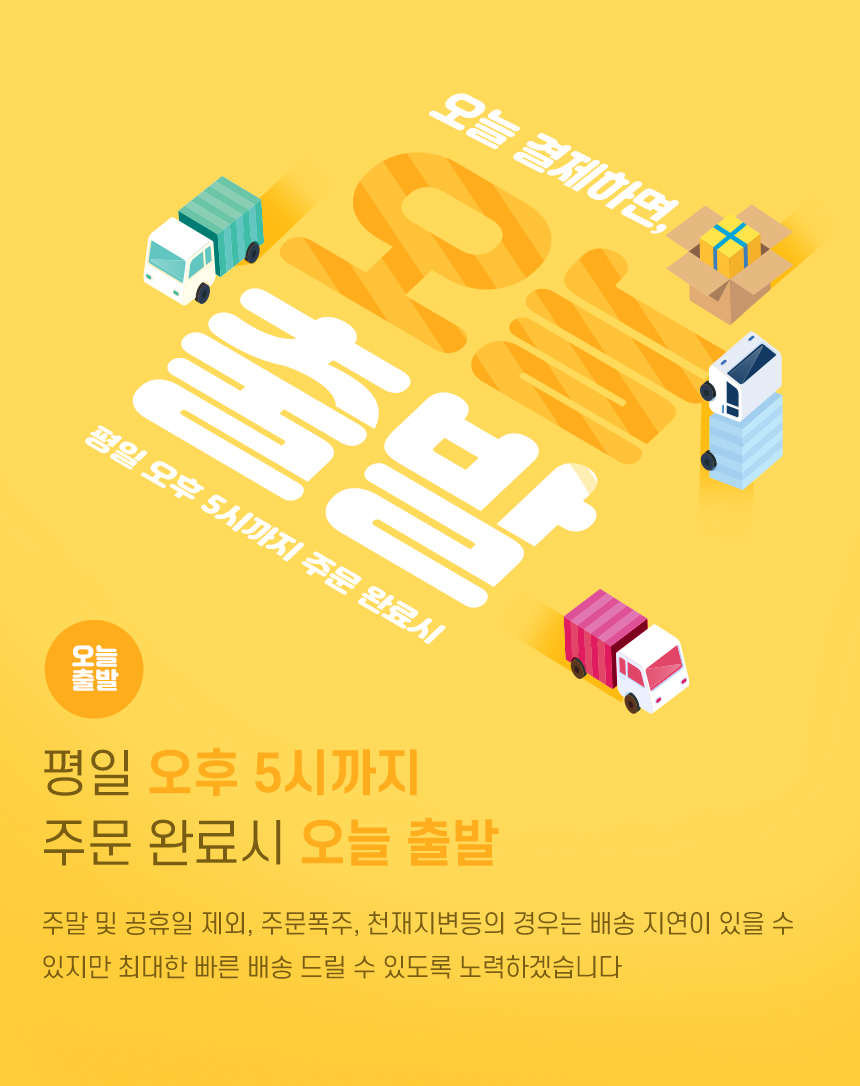 오늘 결제하면,
오늘
출발
평일 오후 5시까지 주문 완료시
오늘
출발
평일 오후 5시까지
주문 완료시 오늘 출발
주말 및 공휴일 제외, 주문폭주, 천재지변등의 경우는 배송 지연이 있을 수
있지만 최대한 빠른 배송 드릴 수 있도록 노력하겠습니다